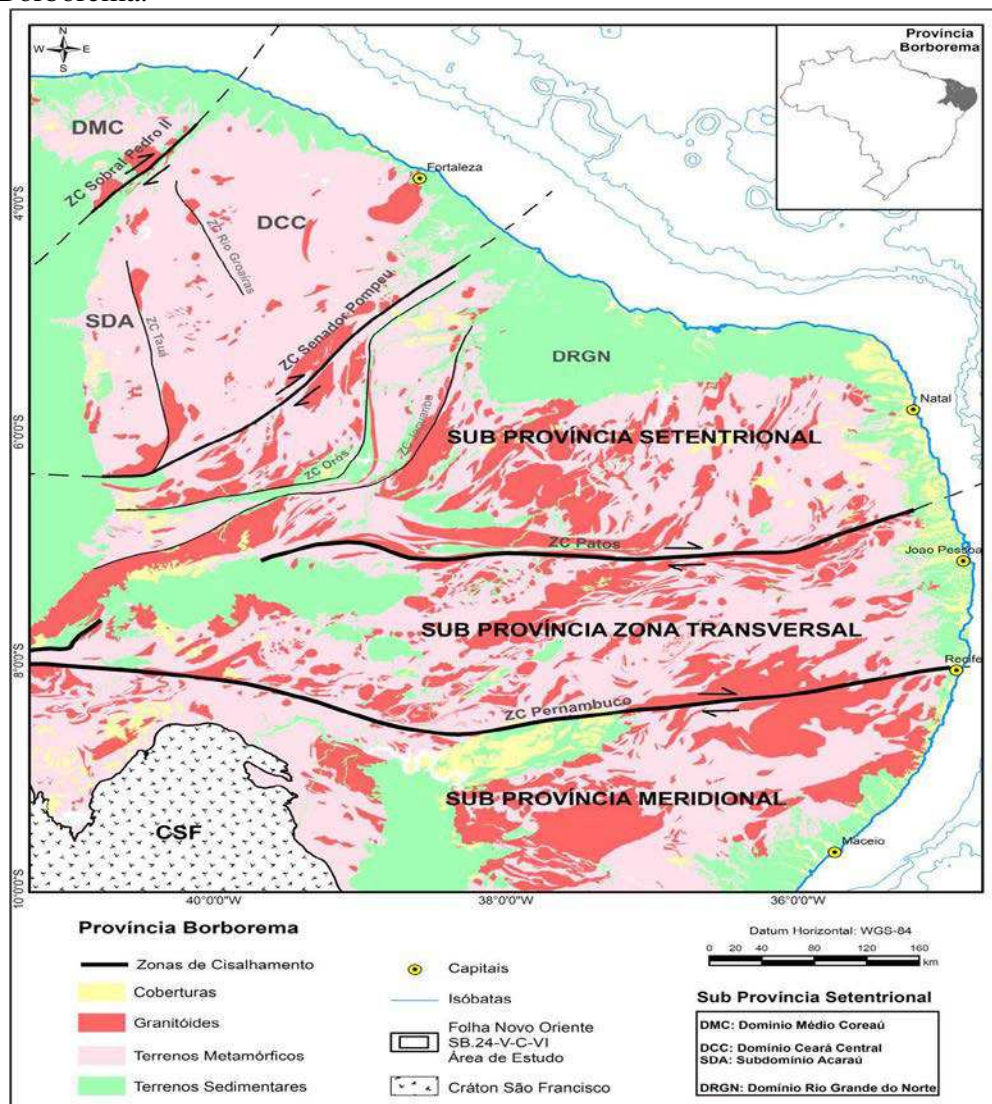 Borborema.
N
W E
S
Província
Borborema
DMC
ZC Sobral Pedro II
Fortaleza
4°0'0"S
DCC
ZC Rio Groaíras
SDA
ZC Tauá
ZC Senador Pompeu
DRGN
Natal
6°0'0"S
SUB PROVÍNCIA SETENTRIONAL
ZC Orós
ZC Jaguaribe
ZC Patos
Joao Pessoa
SUB PROVÍNCIA ZONA TRANSVERSAL
8°0'0"S
Recife
ZC Pernambuco
SUB PROVÍNCIA MERIDIONAL
CSF
Maceio
10°0'0"S
40°0'0"W
38°0'0"W
36°0'0"W
Província Borborema
Zonas de Cisalhamento
Coberturas
Granitóides
Terrenos Metamórficos
Terrenos Sedimentares
Capitais
Isóbatas
Folha Novo Oriente
SB.24-V-C-VI
Área de Estudo
Cráton São Francisco
Datum Horizontal: WGS-84
0 20 40 80 120 160
km
Sub Província Setentrional
DMC: Domínio Médio Coreaú
DCC: Domínio Ceará Central
SDA: Subdomínio Acaraú
DRGN: Domínio Rio Grande do Norte